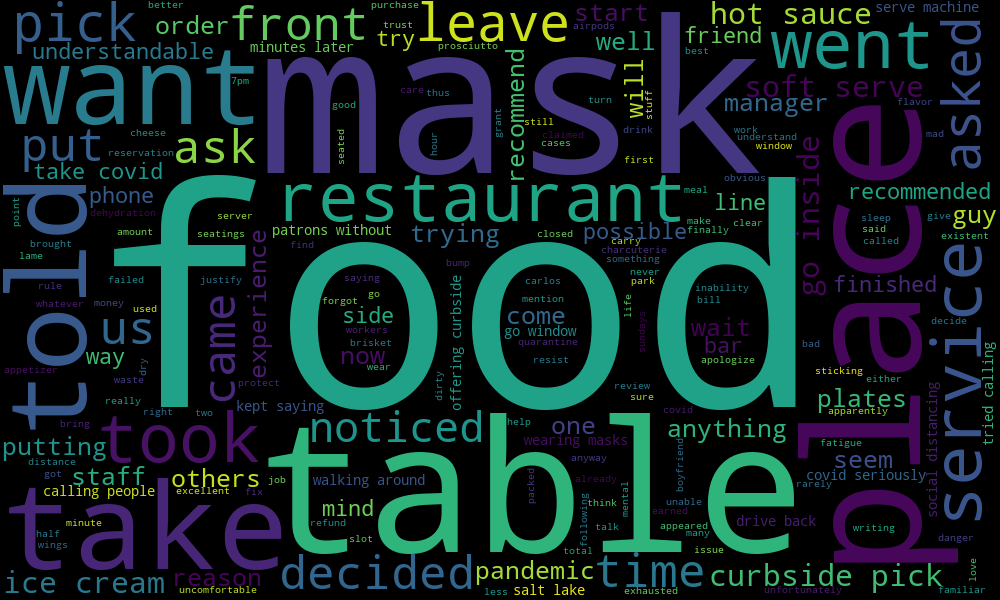 better
purchase
airpods
serve machine
pick
order
front
leave
start
hot sauce
trust
try
prosciutto
well
friend
went
understandable
minutes later
want
mask
recommend
will
stuff
best
asked
7pm
good
care
thus
turn
soft serve
flavor
grant
manager
put
cheese
ask
seated
hour
still
claimed
cases
drink
first
work
understand
window
mad
reservation
take covid
obvious
go inside
place
told
phone
restaurant
meal
line
recommended
sleep
give
guy
point
dehydration
server
make
finally
clear
said
called
existent
amount
seatings
patrons without
trying
closed
possible
brought
lame
food
experience
find
carry
charcuterie
something
failed
justify
bump
saying
never
park
finished
service
rule
whatever
money
came
forgot
go
carlos
mention
inability
bill
used
us
side
come
life
wait
decide
workers
go window
bar
tried calling
way
dry
brisket
now
wear
offering curbside
quarantine
sundays
apologize
bad
appetizer
waste
protect
dirty
resist
sticking
either
really
review
sure
plates
right
two
kept saying
covid
apparently
bring
took
noticed
help
one
anything
social distancing
putting
table
wearing masks
fatigue
distance
got
staff
others
job
walking around
anyway
boyfriend
seem
covid seriously
rarely
calling people
excellent
fix
packed
already
think
mental
unable
take
mind
earned
minute
refund
slot
following
talk
appeared
many
drive back
writing
danger
half
wings
total
issue
ice cream
reason
uncomfortable
decided
pandemic
time
less
salt lake
exhausted
curbside pick
unfortunately
love
familiar